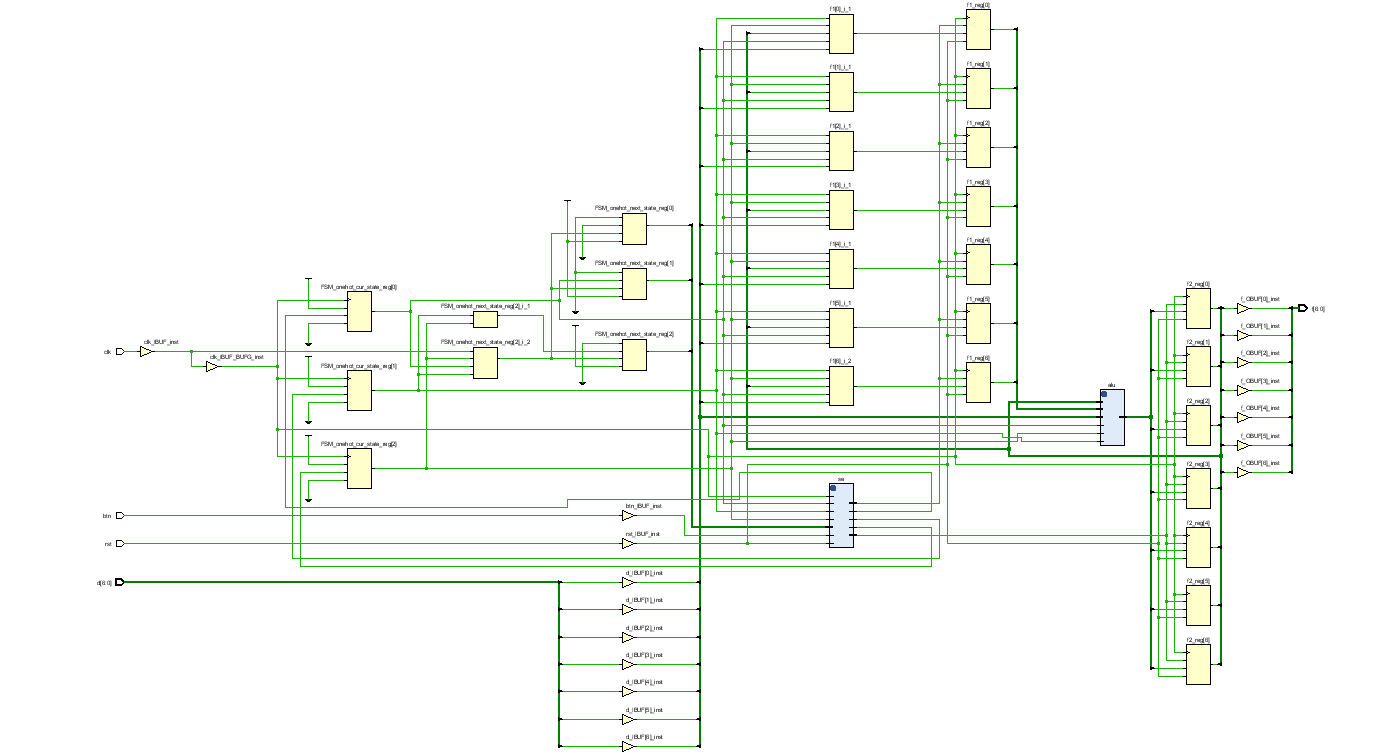 f1[0]_i_1
f1_reg[0]
f1[1]_i_1
f1_reg[1]
f1[2]_i_1
f1_reg[2]
f1[3]_i_1
f1_reg[3]
FSM_onehot_next_state_reg[0]
f1[4]_i_1
f1_reg[4]
FSM_onehot_next_state_reg[1]
FSM_onehot_cur_state_reg[0]
f2_reg[0]
f_OBUF[0]_inst
f[6:0]
FSM_onehot_next_state_reg[2]_i_1
f1[5]_i_1
f1_reg[5]
f_OBUF[1]_inst
FSM_onehot_next_state_reg[2]
clk_IBUF_inst
FSM_onehot_next_state_reg[2]_i_2
f2_reg[1]
clk
clk_IBUF_BUFG_inst
f_OBUF[2]_inst
FSM_onehot_cur_state_reg[1]
f1[6]_i_2
f1_reg[6]
f_OBUF[3]_inst
alu
f2_reg[2]
f_OBUF[4]_inst
f_OBUF[5]_inst
FSM_onehot_cur_state_reg[2]
f2_reg[3]
f_OBUF[6]_inst
btn_IBUF_inst
btn
f2_reg[4]
rst_IBUF_inst
rst
d_IBUF[0]_inst
d[6:0]
f2_reg[5]
d_IBUF[1]_inst
d_IBUF[2]_inst
f2_reg[6]
d_IBUF[3]_inst
d_IBUF[4]_inst
d_IBUF[5]_inst
d_IBUF[6]_inst